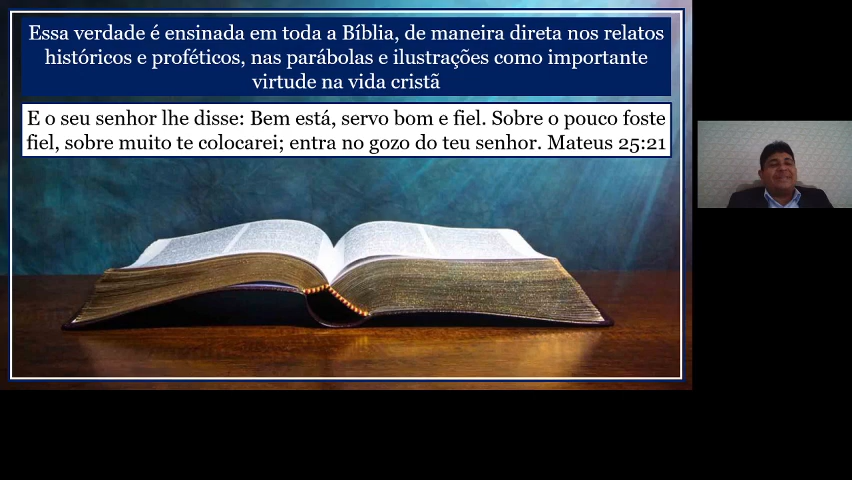 Essa verdade é ensinada em toda a Bíblia, de maneira direta nos relatos
históricos e proféticos, nas parábolas e ilustrações como importante
virtude na vida cristã
E o seu senhor lhe disse: Bem está, servo bom e fiel. Sobre o pouco foste
fiel, sobre muito te colocarei; entra no gozo do teu senhor. Mateus 25:21